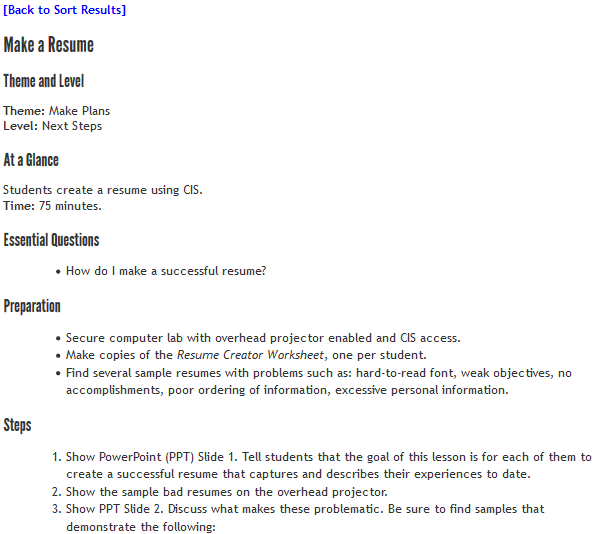 [Back to Sort Results]
Make a Resume
Theme and Level
Theme: Make Plans
Level: Next Steps
At a Glance
Students create a resume using CIS.
Time: 75 minutes.
Essential Questions
• How do I make a successful resume?
Preparation
• Secure computer lab with overhead projector enabled and CIS access.
• Make copies of the Resume Creator Worksheet, one per student.
• Find several sample resumes with problems such as: hard-to-read font, weak objectives, no
accomplishments, poor ordering of information, excessive personal information.
Steps
1. Show PowerPoint (PPT) Slide 1. Tell students that the goal of this lesson is for each of them to
create a successful resume that captures and describes their experiences to date.
2. Show the sample bad resumes on the overhead projector.
3. Show PPT Slide 2. Discuss what makes these problematic. Be sure to find samples that
demonstrate the following: